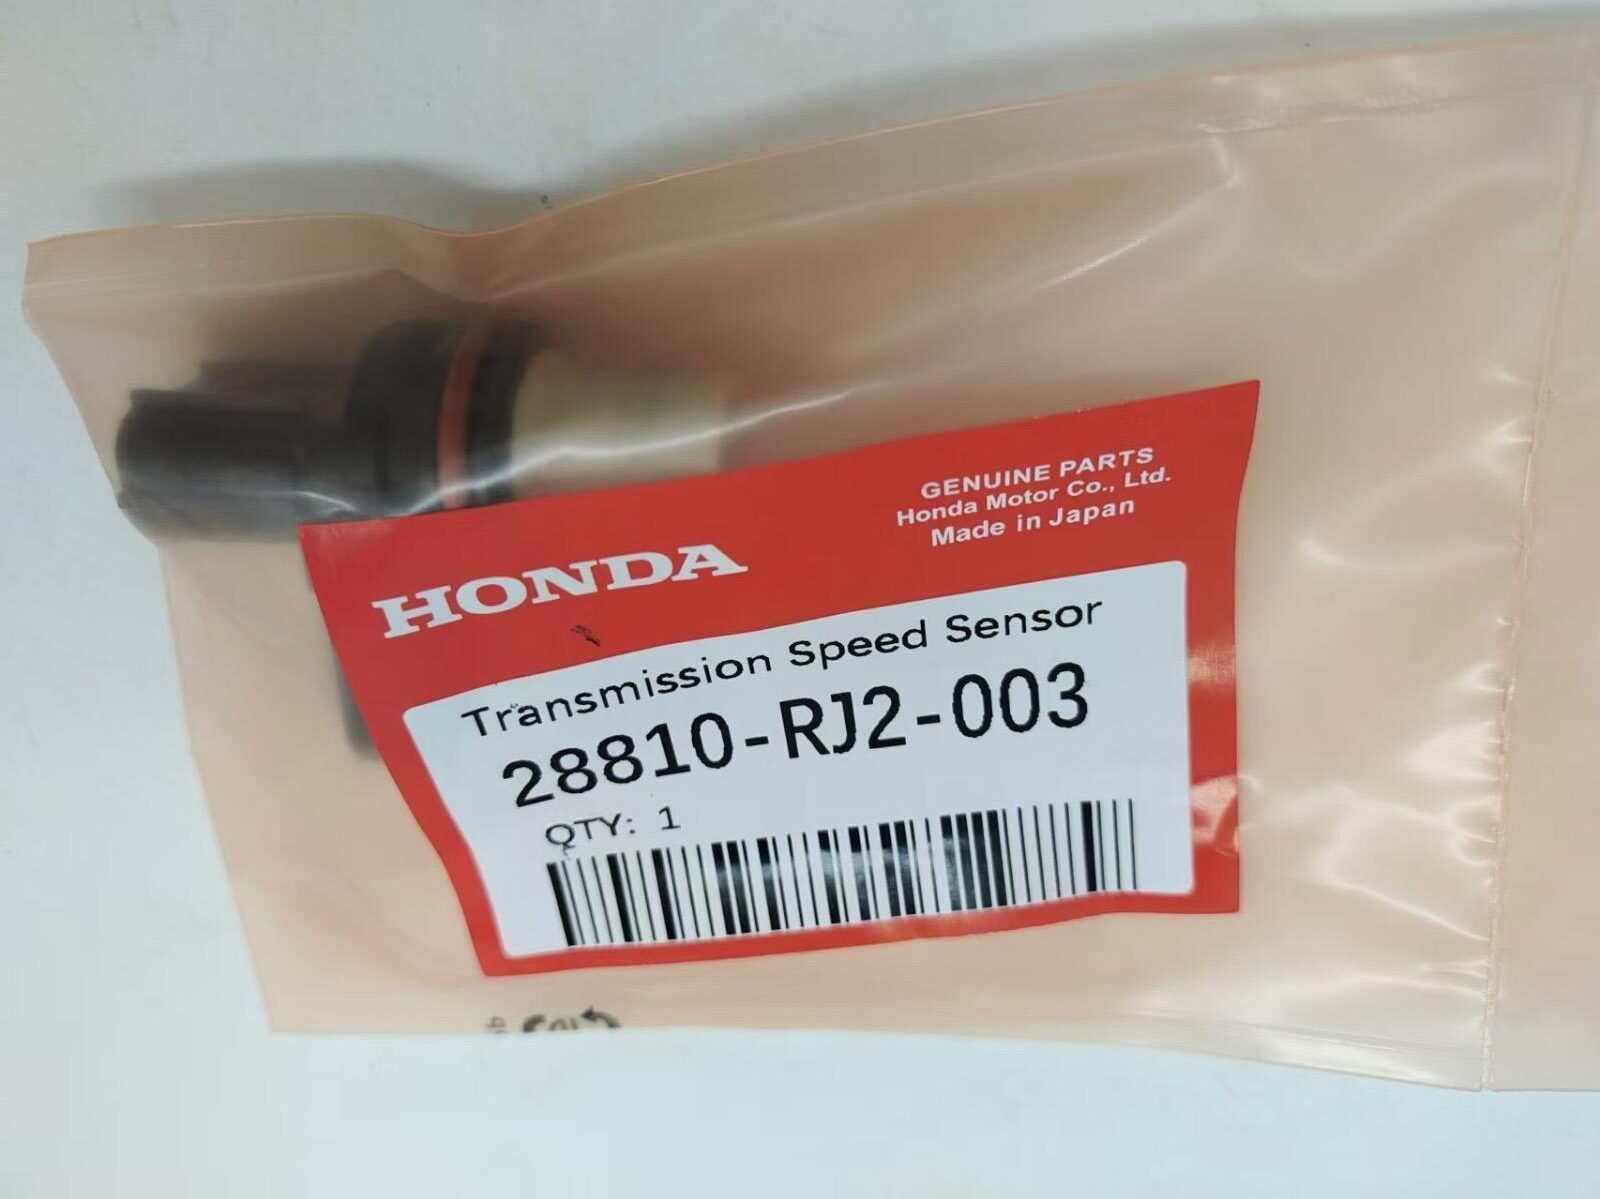 HONDA
GENUINE PARTS
Honda Motor Co., Ltd.
Made in Japan
Transmission Speed Sensor
28810-RJ2-003
QTY: 1